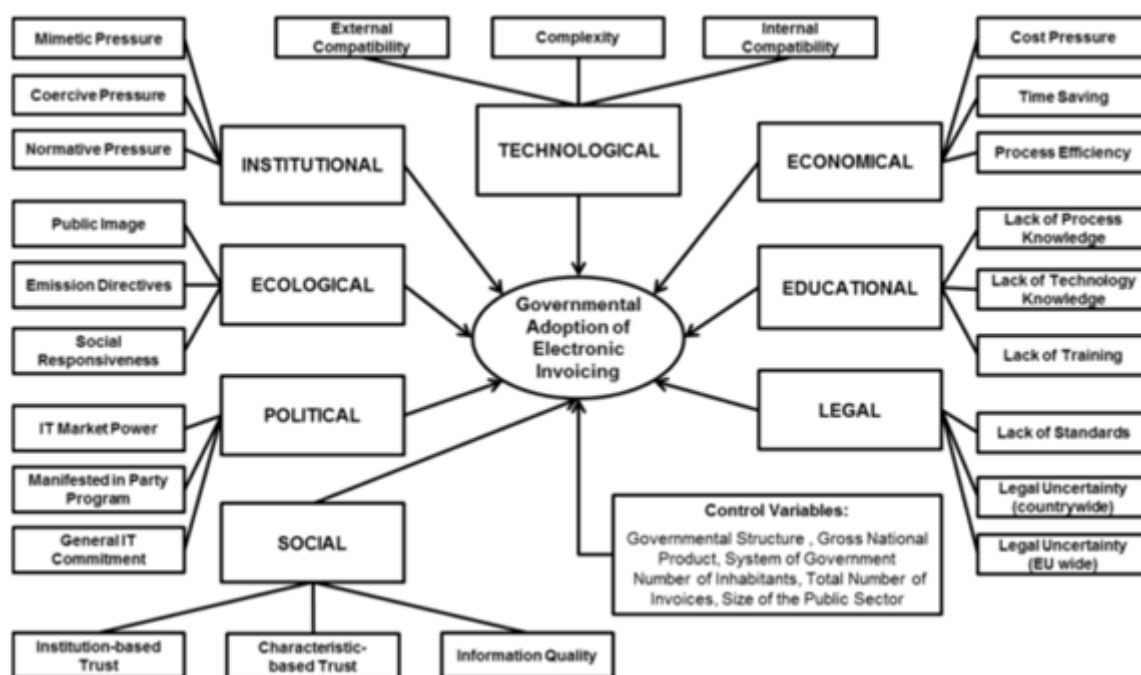 Mimetic Pressure
External
Compatibility
Complexity
Internal
Compatibility
Cost Pressure
Coercive Pressure
Time Saving
Normative Pressure
INSTITUTIONAL
TECHNOLOGICAL
ECONOMICAL
Process Efficiency
Public Image
Lack of Process
Knowledge
Emission Directives
ECOLOGICAL
Governmental
Adoption of
Electronic
Invoicing
EDUCATIONAL
Lack of Technology
Knowledge
Social
Responsiveness
Lack of Training
IT Market Power
POLITICAL
LEGAL
Lack of Standards
Manifested in Party
Program
Legal Uncertainty
(countrywide)
General IT
Commitment
SOCIAL
Control Variables:
Governmental Structure , Gross National
Product, System of Government
Number of Inhabitants, Total Number of
Invoices, Size of the Public Sector
Legal Uncertainty
(EU wide)
Institution-based
Trust
Characteristic-
based Trust
Information Quality